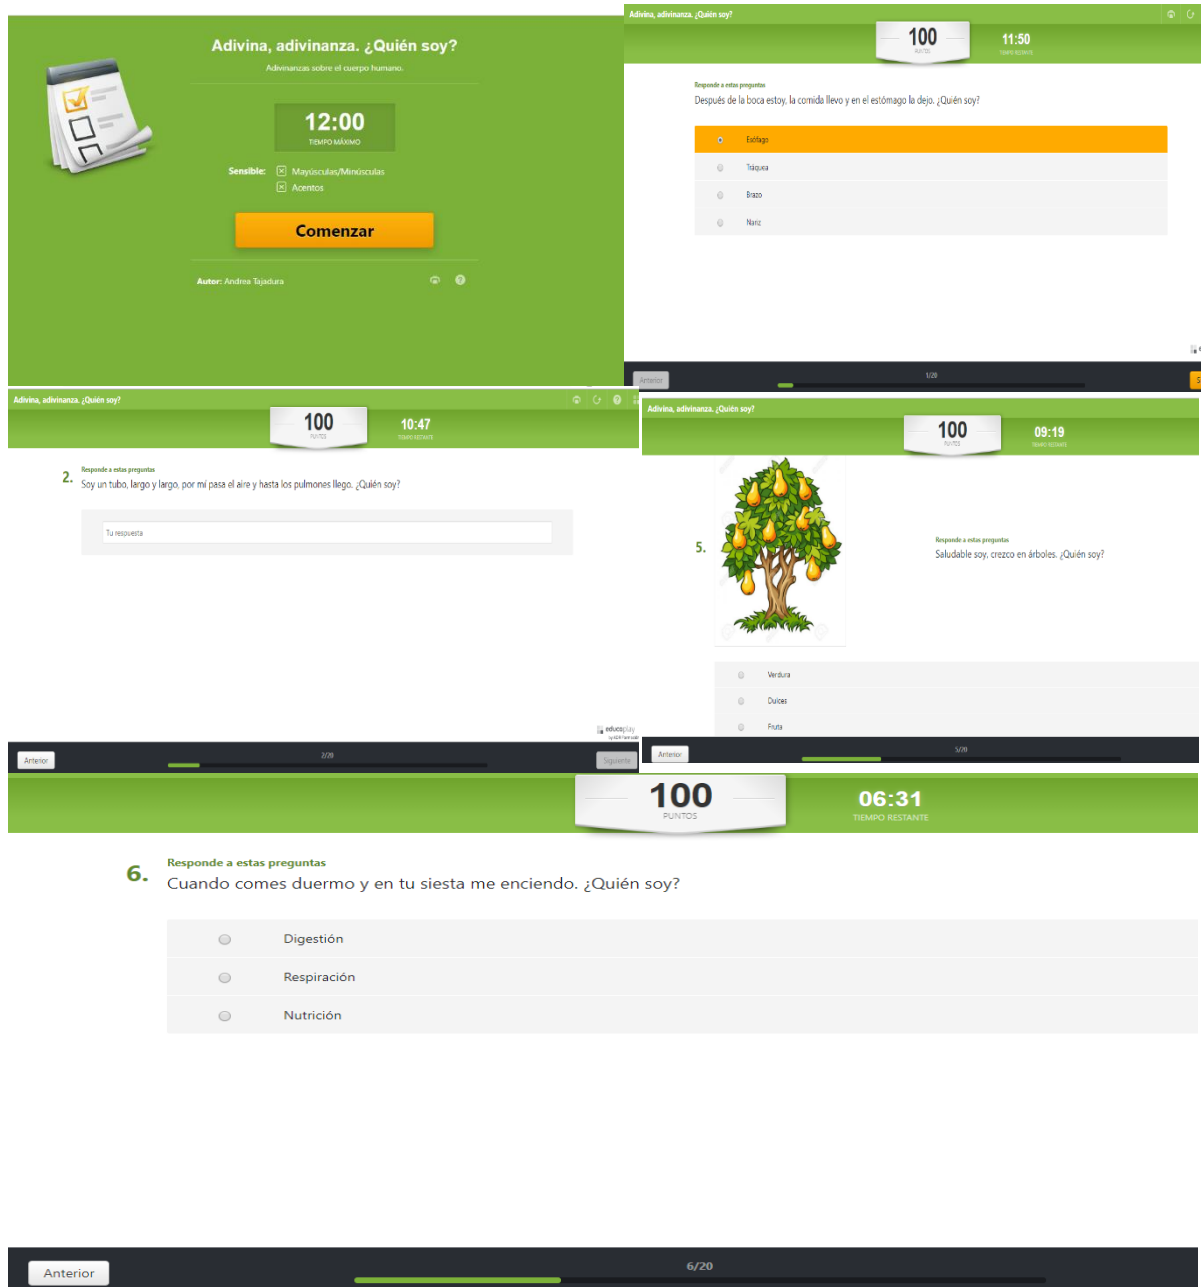 Adivina, adivinanza. ¿Quién soy?
Adivinanzas sobre el cuerpo humano.
12:00
TIEMPO MÁXIMO
Sensible: Mayúsculas/Minúsculas
Acentos
Comenzar
Autor: Andrea Tajadura
Adivina, adivinanza. ¿Quién soy?
100
PUNTOS
11:50
TIEMPO RESTANTE
Responde a estas preguntas
Después de la boca estoy, la comida llevo y en el estómago la dejo. ¿Quién soy?
Esófago
Tráquea
Brazo
Nariz
Anterior
1/20
S
Adivina, adivinanza. ¿Quién soy?
100
PUNTOS
10:47
TIEMPO RESTANTE
Responde a estas preguntas
2. Soy un tubo, largo y largo, por mí pasa el aire y hasta los pulmones llego. ¿Quién soy?
Tu respuesta
educaplay
Anterior
2/20
Siguiente
Adivina, adivinanza. ¿Quién soy?
100
PUNTOS
09:19
TIEMPO RESTANTE
5.
Responde a estas preguntas
Saludable soy, crezco en árboles. ¿Quién soy?
Verdura
Dulces
Fruta
Anterior
5/20
100
PUNTOS
06:31
TIEMPO RESTANTE
6. Responde a estas preguntas
Cuando comes duermo y en tu siesta me enciendo. ¿Quién soy?
Digestión
Respiración
Nutrición
Anterior
6/20